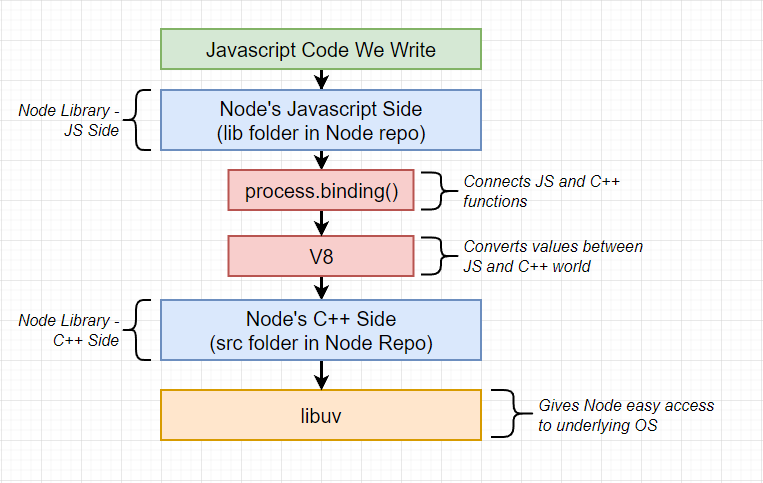 Javascript Code We Write
Node Library -
JS Side
Node's Javascript Side
(lib folder in Node repo)
process.binding()
Connects JS and C++
functions
V8
Converts values between
JS and C++ world
Node Library -
C++ Side
Node's C++ Side
(src folder in Node Repo)
libuv
Gives Node easy access
to underlying OS